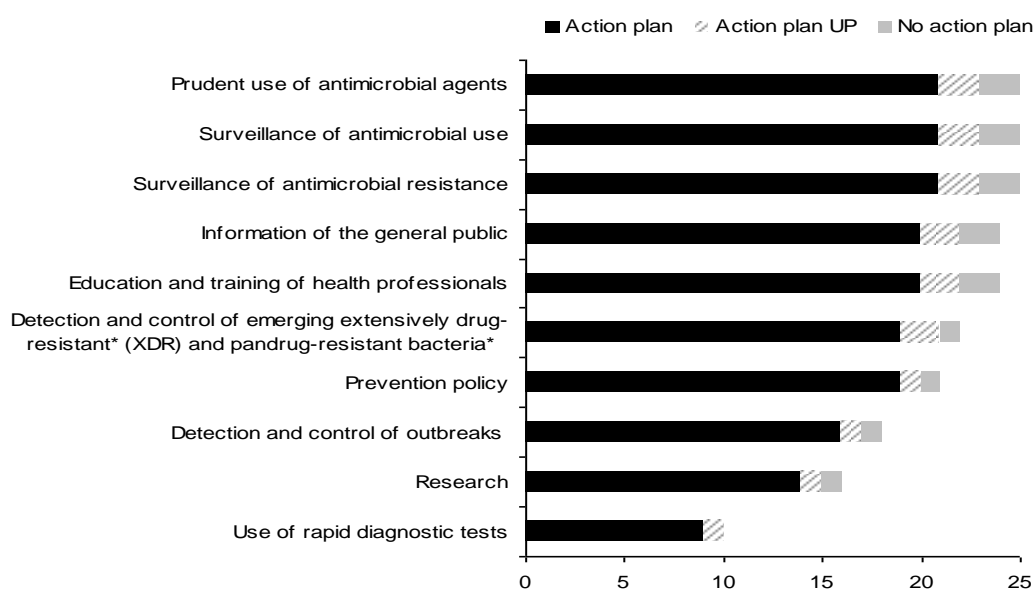 Action plan Action plan UP No action plan
Prudent use of antimicrobial agents
Surveillance of antimicrobial use
Surveillance of antimicrobial resistance
Information of the general public
Education and training of health professionals
Detection and control of emerging extensively drug-
resistant* (XDR) and pandrug-resistant bacteria*
Prevention policy
Detection and control of outbreaks
Research
Use of rapid diagnostic tests
0 5 10 15 20 25